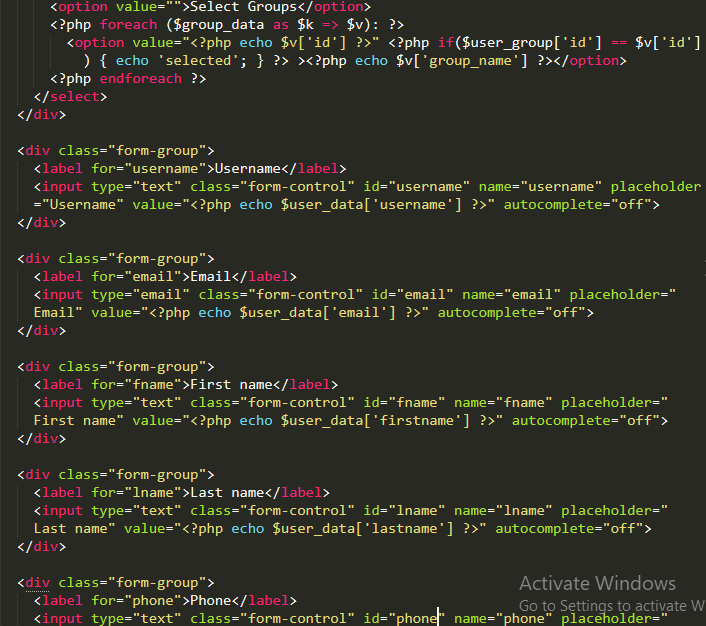 <option value="">Select Groups</option>
<?php foreach ($group_data as $k => $v): ?>
<option value="<?php echo $v['id'] ?>" <?php if($user_group['id'] == $v['id']
) { echo 'selected'; } ?> ><?php echo $v['group_name'] ?></option>
<?php endforeach ?>
</select>
</div>
<div class="form-group">
<label for="username">Username</label>
<input type="text" class="form-control" id="username" name="username" placeholder
="Username" value="<?php echo $user_data['username'] ?>" autocomplete="off">
</div>
<div class="form-group">
<label for="email">Email</label>
<input type="email" class="form-control" id="email" name="email" placeholder="
Email" value="<?php echo $user_data['email'] ?>" autocomplete="off">
</div>
<div class="form-group">
<label for="fname">First name</label>
<input type="text" class="form-control" id="fname" name="fname" placeholder="
First name" value="<?php echo $user_data['firstname'] ?>" autocomplete="off">
</div>
<div class="form-group">
<label for="lname">Last name</label>
<input type="text" class="form-control" id="lname" name="lname" placeholder="
Last name" value="<?php echo $user_data['lastname'] ?>" autocomplete="off">
</div>
<div class="form-group">
<label for="phone">Phone</label>
<input type="text" class="form-control" id="phone" name="phone" placeholder="
Activate Windows
Go to Settings to activate W